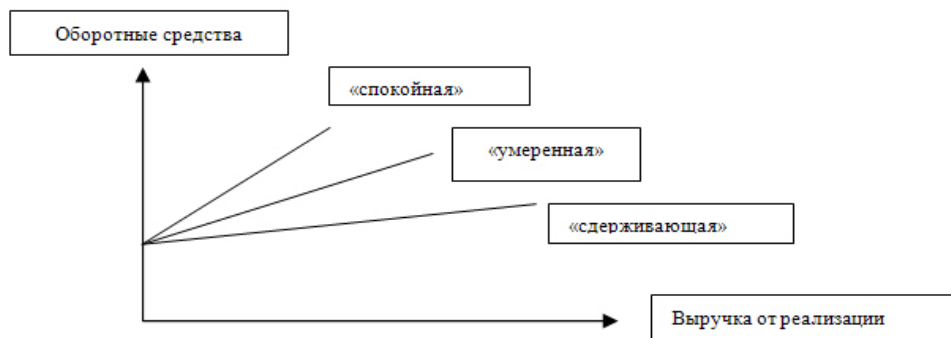 Оборотные средства
«спокойная»
«умеренная»
«сдерживающая»
Выручка от реализации